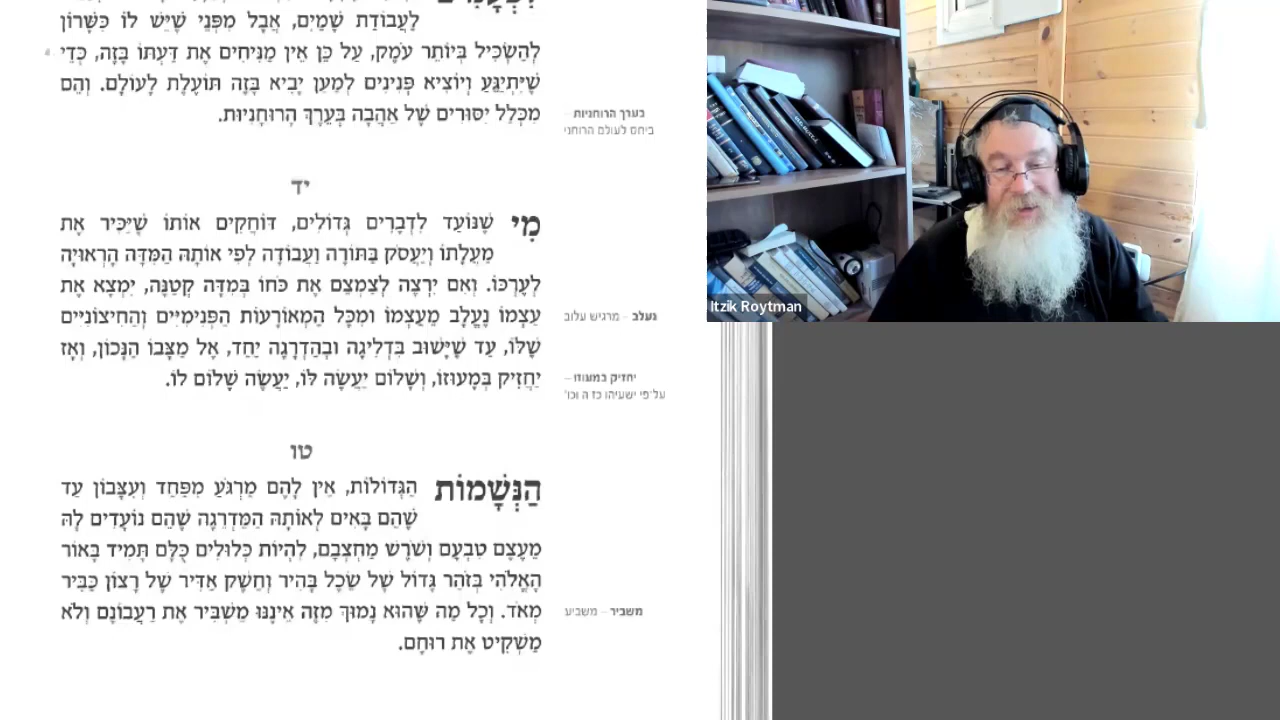 לַעֲבוֹדַת שָׁמַיִם, אֲבָל מִפְּנֵי שֶׁיֵּשׁ לוֹ כִּשָּׁרוֹן
לְהַשְׂכִּיל בְּיוֹתֵר עֹמֶק, עַל כֵּן אֵין מַנִּיחִים אֶת דַּעְתּוֹ בָּזֶה, כְּדֵי
שֶׁיִּתְיַגַּע וְיוֹצִיא פְּנִינִים לְמַעַן יָבִיא בָּזֶה תּוֹעֶלֶת לָעוֹלָם. וְהֵם
מִכְּלַל יִסּוּרִים שֶׁל אַהֲבָה בְּעֵרֶךְ הָרוּחָנִיּוּת.
בערך הרוחניות –
ביחס לעולם הרוחני
יד
מִי שֶׁנּוֹעַד לִדְבָרִים גְּדוֹלִים, דּוֹחֲקִים אוֹתוֹ שֶׁיַּכִּיר אֶת
מַעֲלָתוֹ וְיַעֲסֹק בְּתוֹרָה וַעֲבוֹדָה לְפִי אוֹתָהּ הַמִּדָּה הָרְאוּיָה
לְעֶרְכּוֹ. וְאִם יִרְצֶה לְצַמְצֵם אֶת כֹּחוֹ בְּמִדָּה קְטַנָּה, יִמְצָא אֶת
עַצְמוֹ נֶעֱלָב מֵעַצְמוֹ וּמִכָּל הַמְאוֹרָעוֹת הַפְּנִימִיִּים וְהַחִיצוֹנִיִּים
נעלב – מרגיש עלוב
שֶׁלּוֹ, עַד שֶׁיָּשׁוּב בִּדְלִיגָה וּבְהַדְרָגָה יַחַד, אֶל מַצָּבוֹ הַנָּכוֹן, וְאָז
יַחֲזִיק בְּמָעוּזּוֹ, וְשָׁלוֹם יַעֲשֶׂה לּוֹ, יַעֲשֶׂה שָׁלוֹם לוֹ.
יחזיק במעוזו –
על־פי ישעיהו כז ה וכו'
טו
הַנְּשָׁמוֹת הַגְּדוֹלוֹת, אֵין לָהֶם מַרְגֹּעַ מִפַּחַד וְעִצָּבוֹן עַד
שֶׁהֵם בָּאִים לְאוֹתָהּ הַמַּדְרֵגָה שֶׁהֵם נוֹעָדִים לָהּ
מֵעֶצֶם טִבְעָם וְשֹׁרֶשׁ מַחְצַבָם, לִהְיוֹת כְּלוּלִים כֻּלָּם תָּמִיד בָּאוֹר
הָאֱלֹהִי בְּזֹהַר גָּדוֹל שֶׁל שֵׂכֶל בָּהִיר וְחֵשֶׁק אַדִּיר שֶׁל רָצוֹן כַּבִּיר
מְאֹד. וְכָל מַה שֶּׁהוּא נָמוּךְ מִזֶּה אֵינֶנּוּ מַשְׁבִּיר אֶת רַעֲבוֹנָם וְלֹא
משביר – משביע
מַשְׁקִיט אֶת רוּחָם.
Itzik Roytman